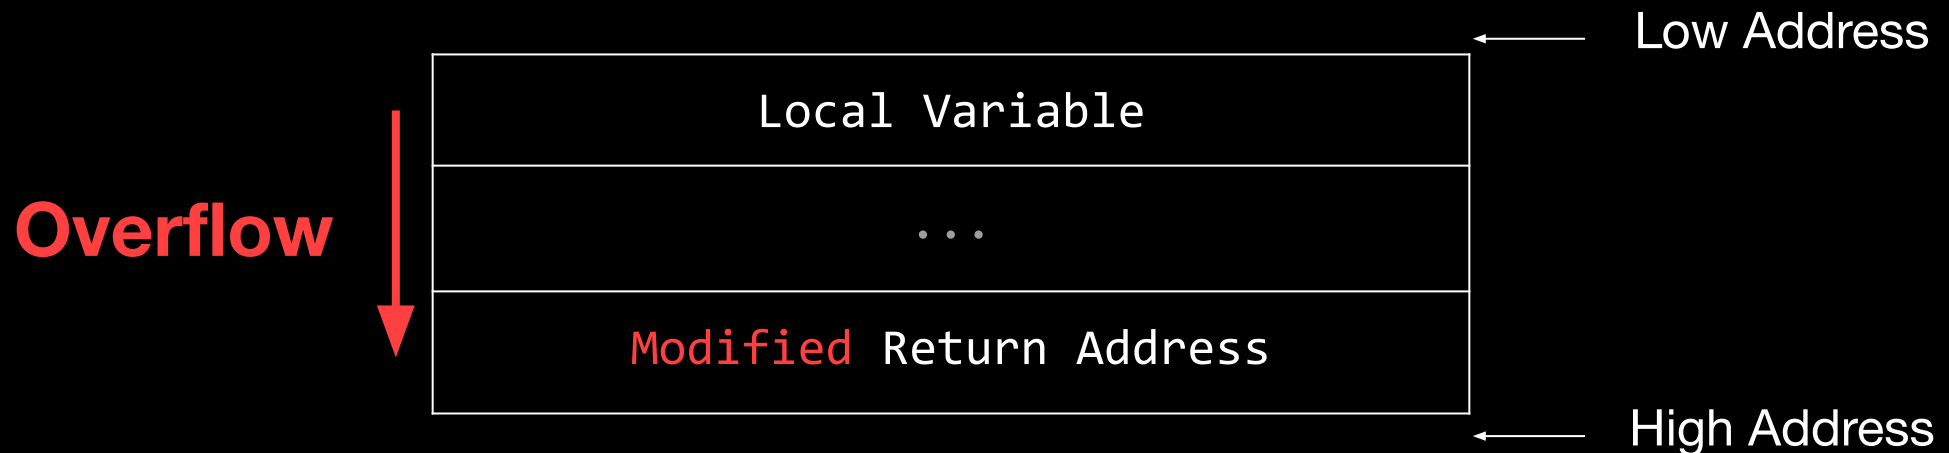 Low Address
Local Variable
Overflow
...
Modified Return Address
High Address